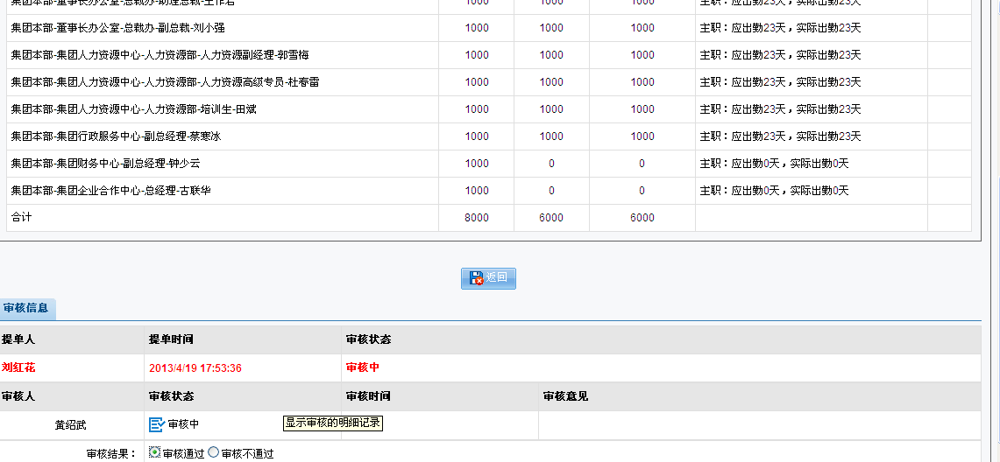 集团本部-董事长办公室-总裁办-助理总裁-王作君 1000 1000 1000 主职：应出勤23天，实际出勤23天
集团本部-董事长办公室-总裁办-副总裁-刘小强 1000 1000 1000 主职：应出勤23天，实际出勤23天
集团本部-集团人力资源中心-人力资源部-人力资源副经理-郭雪梅 1000 1000 1000 主职：应出勤23天，实际出勤23天
集团本部-集团人力资源中心-人力资源部-人力资源高级专员-杜春雷 1000 1000 1000 主职：应出勤23天，实际出勤23天
集团本部-集团人力资源中心-人力资源部-培训生-田斌 1000 1000 1000 主职：应出勤23天，实际出勤23天
集团本部-集团行政服务中心-副总经理-蔡寒冰 1000 1000 1000 主职：应出勤23天，实际出勤23天
集团本部-集团财务中心-副总经理-钟少云 1000 0 0 主职：应出勤0天，实际出勤0天
集团本部-集团企业合作中心-总经理-古联华 1000 0 0 主职：应出勤0天，实际出勤0天
合计 8000 6000 6000
返回
审核信息
提单人 提单时间 审核状态
刘红花 2013/4/19 17:53:36 审核中
审核人 审核状态 审核时间 审核意见
黄绍武 审核中 显示审核的明细记录
审核结果： 审核通过 审核不通过